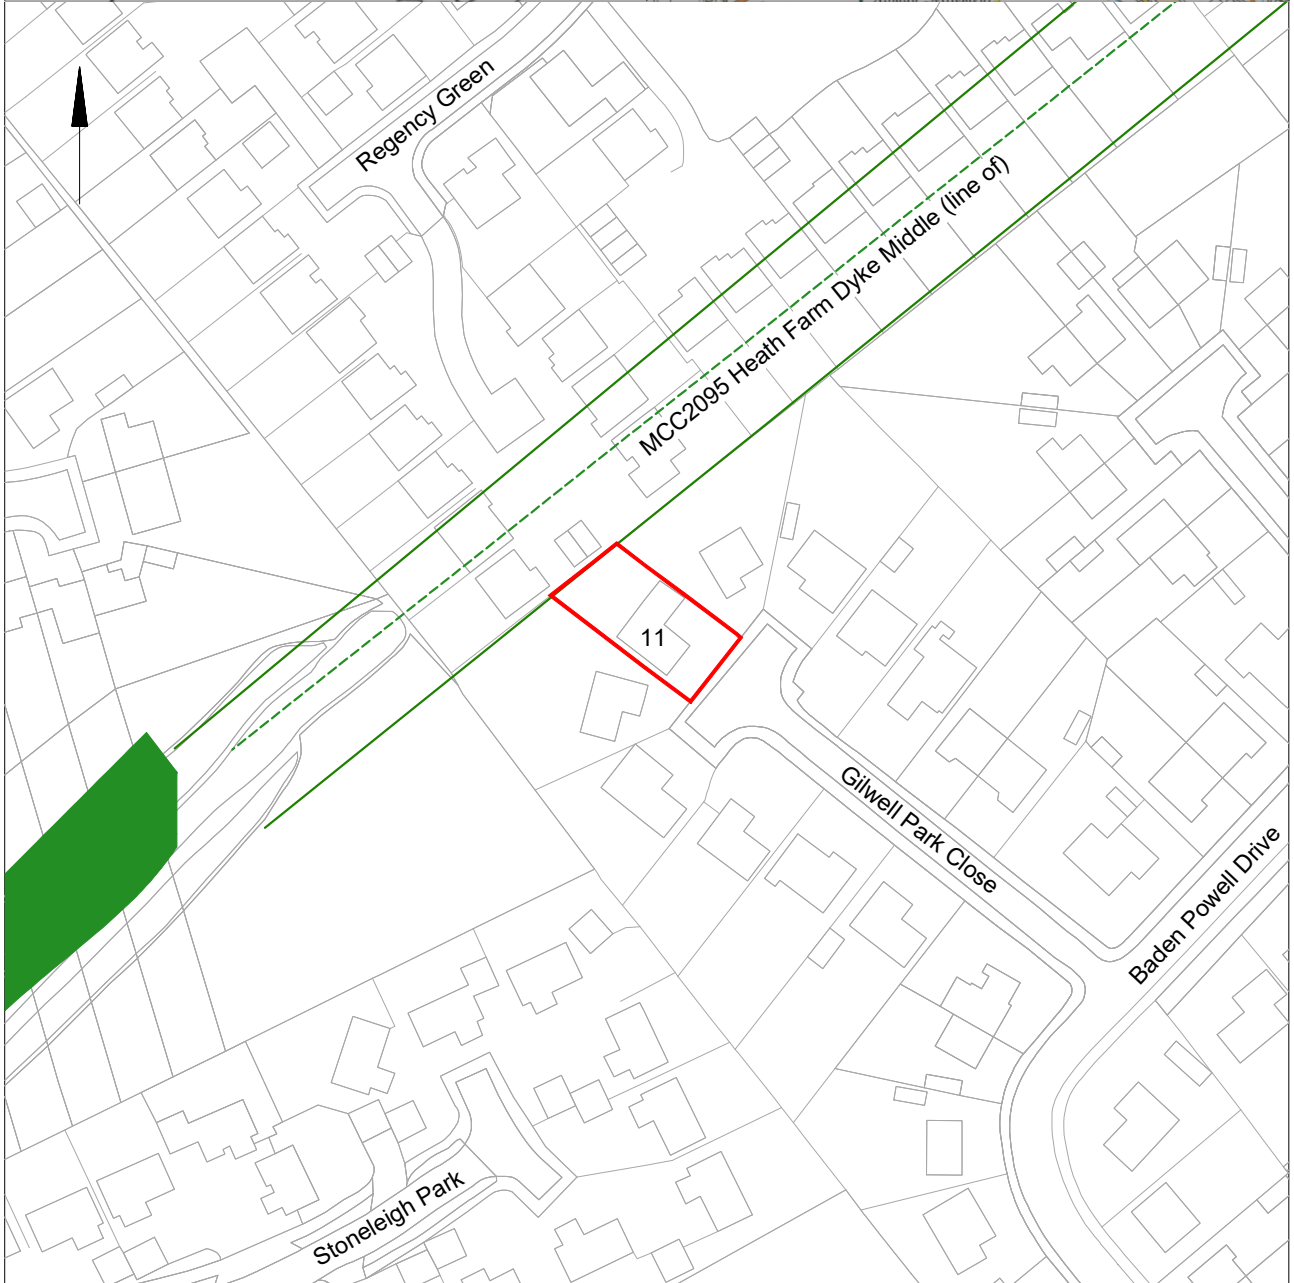 Regency Green
MCC2095 Heath Farm Dyke Middle (line of)
11
Gilwell Park Close
Baden Powell Drive
Stoneleigh Park